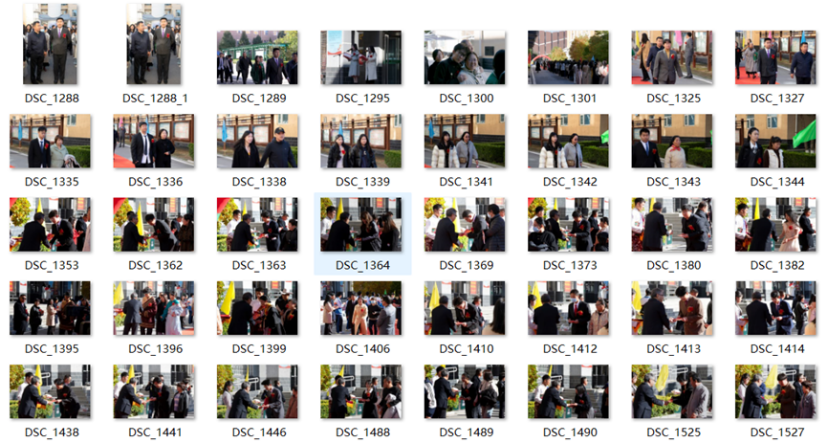 DSC_1288 DSC_1288_1 DSC_1289 DSC_1295 DSC_1300 DSC_1301 DSC_1325 DSC_1327
DSC_1335 DSC_1336 DSC_1338 DSC_1339 DSC_1341 DSC_1342 DSC_1343 DSC_1344
DSC_1353 DSC_1362 DSC_1363 DSC_1364 DSC_1369 DSC_1373 DSC_1380 DSC_1382
DSC_1395 DSC_1396 DSC_1399 DSC_1406 DSC_1410 DSC_1412 DSC_1413 DSC_1414
DSC_1438 DSC_1441 DSC_1446 DSC_1488 DSC_1489 DSC_1490 DSC_1525 DSC_1527